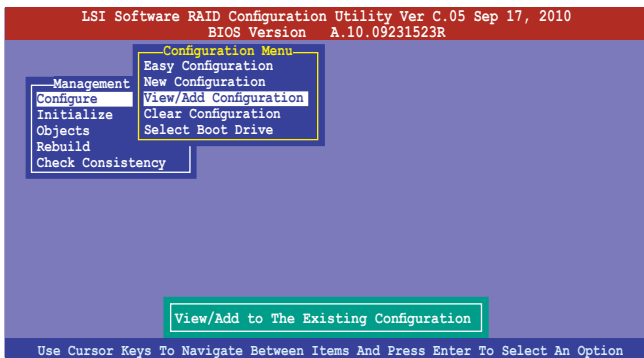 LSI Software RAID Configuration Utility Ver C.05 Sep 17, 2010
BIOS Version A.10.09231523R
Configuration Menu
Easy Configuration
New Configuration
View/Add Configuration
Clear Configuration
Select Boot Drive
Management
Configure
Initialize
Objects
Rebuild
Check Consistency
View/Add to The Existing Configuration
Use Cursor Keys To Navigate Between Items And Press Enter To Select An Option